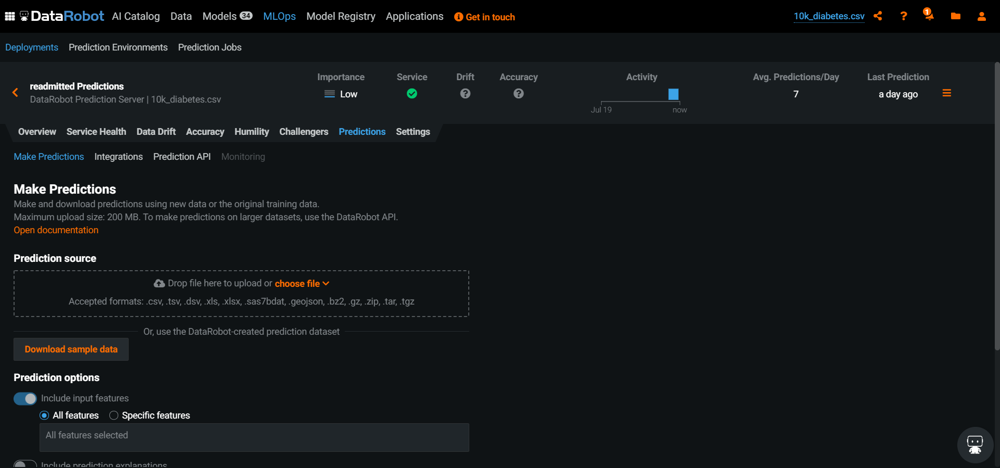 DataRobot AI Catalog Data Models 34 MLOps Model Registry Applications Get in touch 10k_diabetes.csv 1
Deployments Prediction Environments Prediction Jobs
Importance Service Drift Accuracy Activity Avg. Predictions/Day Last Prediction
readmitted Predictions
Low 7 a day ago
DataRobot Prediction Server | 10k_diabetes.csv
Jul 19 now
Overview Service Health Data Drift Accuracy Humility Challengers Predictions Settings
Make Predictions Integrations Prediction API Monitoring
Make Predictions
Make and download predictions using new data or the original training data.
Maximum upload size: 200 MB. To make predictions on larger datasets, use the DataRobot API.
Open documentation
Prediction source
Drop file here to upload or choose file
Accepted formats: .csv, .tsv, .dsv, .xls, .xlsx, .sas7bdat, .geojson, .bz2, .gz, .zip, .tar, .tgz
Or, use the DataRobot-created prediction dataset
Download sample data
Prediction options
Include input features
All features Specific features
All features selected
Include prediction explanations